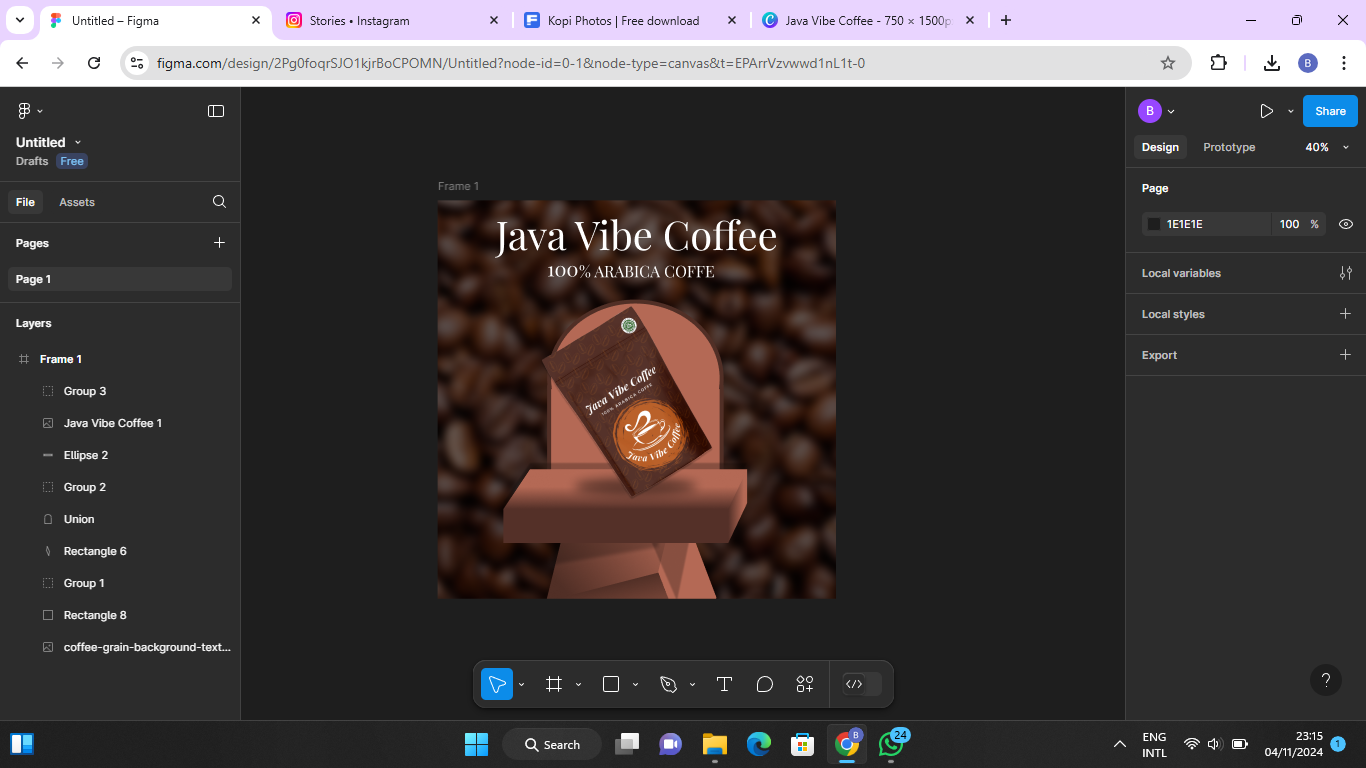 Untitled – Figma
Stories • Instagram
Kopi Photos | Free download
Java Vibe Coffee - 750 × 1500p
figma.com/design/2Pg0foqrSJO1kjrBoCPOMN/Untitled?node-id=0-1&node-type=canvas&t=EPArrVzvwwd1nL1t-0
B
Untitled
Drafts Free
File Assets
Pages
Page 1
Layers
Frame 1
Group 3
Java Vibe Coffee 1
Ellipse 2
Group 2
Union
Rectangle 6
Group 1
Rectangle 8
coffee-grain-background-text...
Frame 1
Java Vibe Coffee
100% ARABICA COFFE
Java Vibe Coffee
100% ARABICA COFFE
Java Vibe Coffee
B
Share
Design Prototype 40%
Page
1E1E1E 100 %
Local variables
Local styles
Export
?
Search
B
24
ENG
INTL
23:15
04/11/2024
1